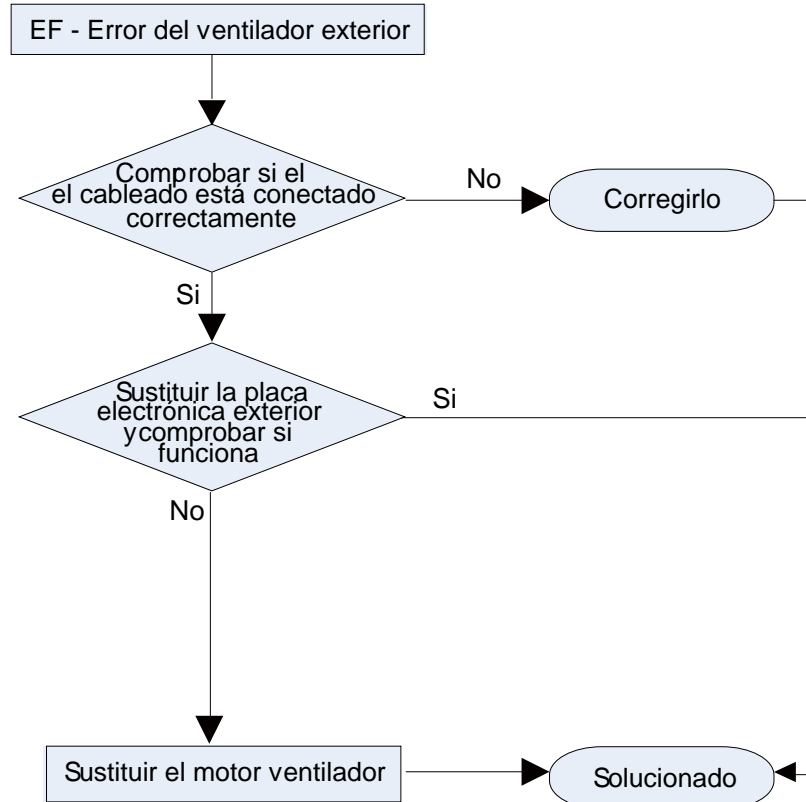 EF - Error del ventilador exterior
Comprobar si el
el cableado está conectado
correctamente
No
Corregirlo
Si
Sustituir la placa
electrónica exterior
ycomprobar si
funciona
Si
No
Sustituir el motor ventilador
Solucionado